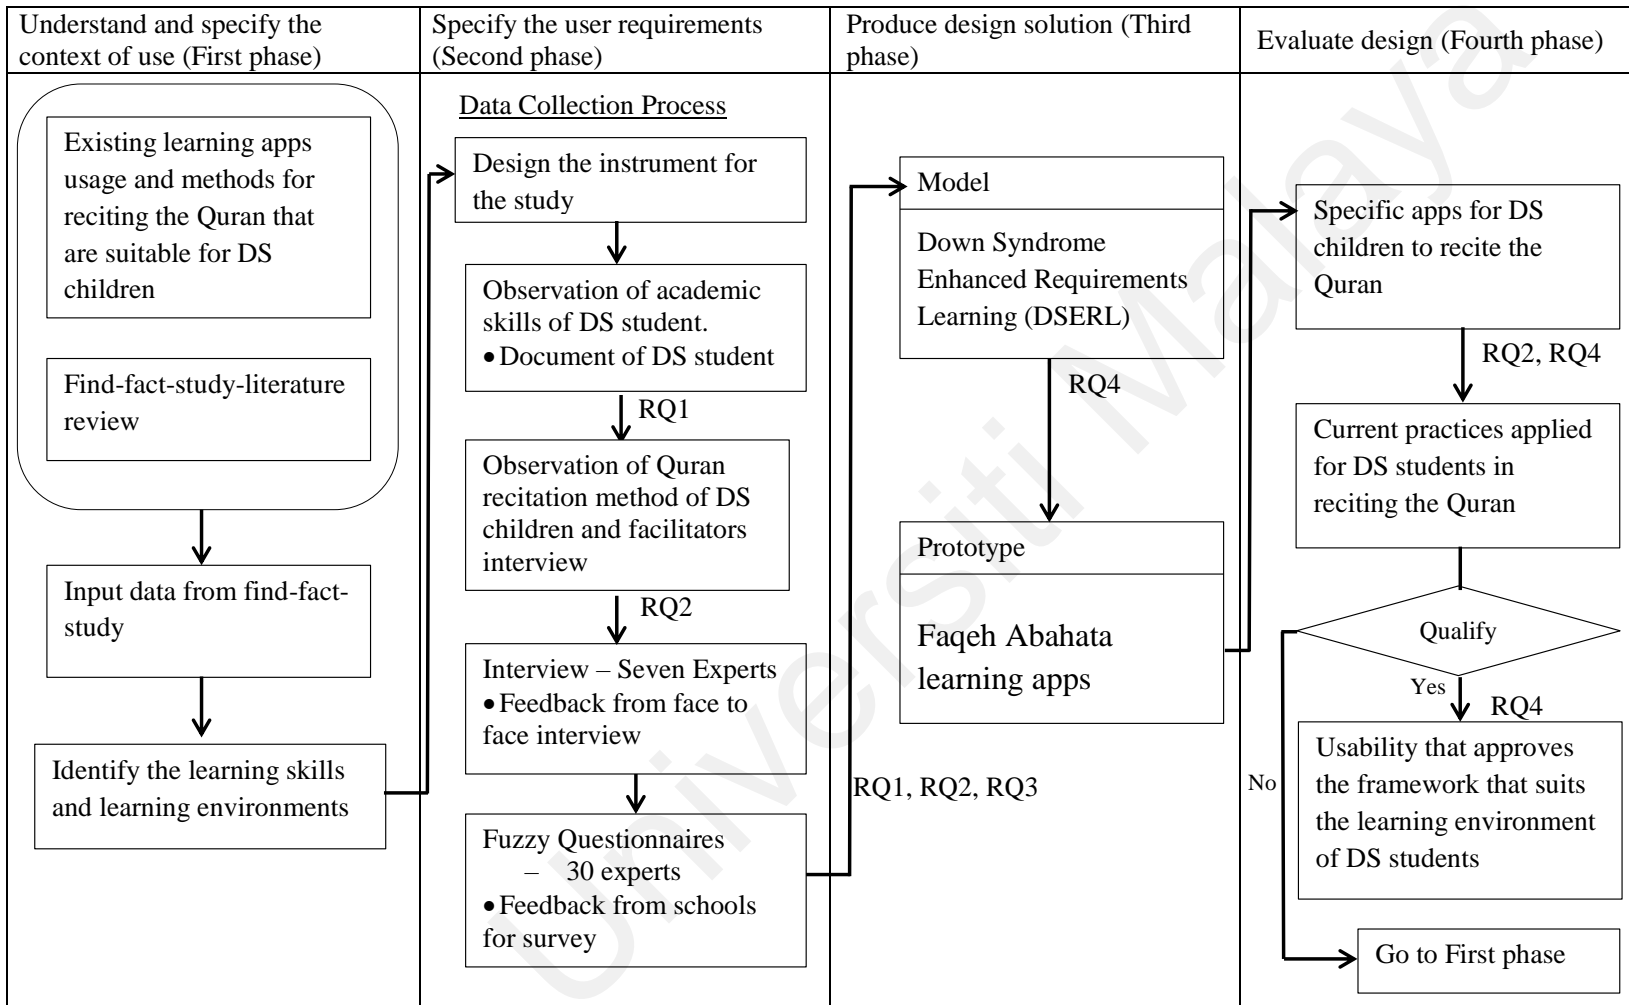 Understand and specify the
context of use (First phase)
Existing learning apps
usage and methods for
reciting the Quran that
are suitable for DS
children
Find-fact-study-literature
review
Input data from find-fact-
study
Identify the learning skills
and learning environments
Specify the user requirements
(Second phase)
Data Collection Process
Design the instrument for
the study
Observation of academic
skills of DS student.
• Document of DS student
RQ1
Observation of Quran
recitation method of DS
children and facilitators
interview
RQ2
Interview – Seven Experts
• Feedback from face to
face interview
Fuzzy Questionnaires
– 30 experts
• Feedback from schools
for survey
Produce design solution (Third
phase)
Model
Down Syndrome
Enhanced Requirements
Learning (DSERL)
RQ4
Prototype
Faqeh Abahata
learning apps
RQ1, RQ2, RQ3
Evaluate design (Fourth phase)
Specific apps for DS
children to recite the
Quran
RQ2, RQ4
Current practices applied
for DS students in
reciting the Quran
Qualify
Yes
RQ4
Usability that approves
the framework that suits
the learning environment
of DS students
No
Go to First phase
Universiti Malaya